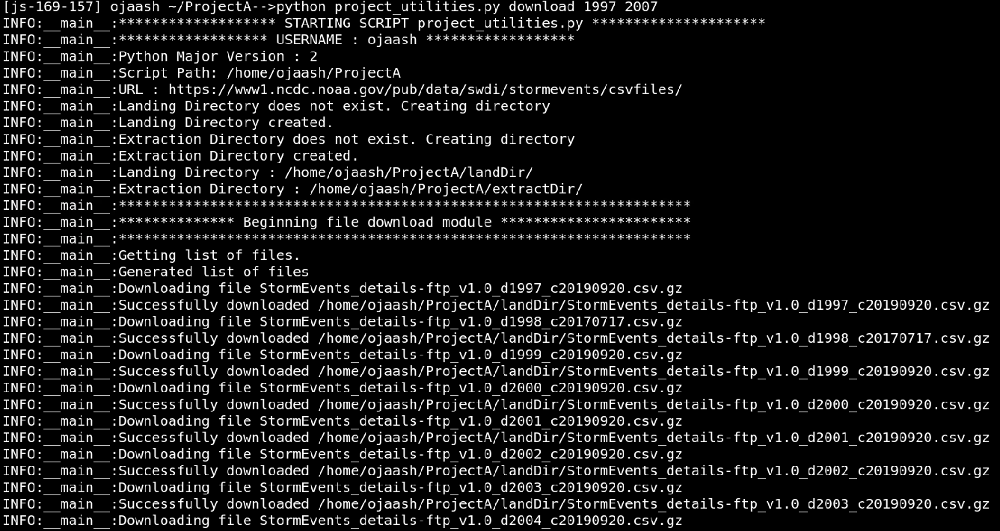 [js-169-157] ojaash ~/ProjectA-->python project_utilities.py download 1997 2007
INFO:__main__:******************* STARTING SCRIPT project_utilities.py *********************
INFO:__main__:****************** USERNAME : ojaash ******************
INFO:__main__:Python Major Version : 2
INFO:__main__:Script Path: /home/ojaash/ProjectA
INFO:__main__:URL : https://www1.ncdc.noaa.gov/pub/data/swdi/stormevents/csvfiles/
INFO:__main__:Landing Directory does not exist. Creating directory
INFO:__main__:Landing Directory created.
INFO:__main__:Extraction Directory does not exist. Creating directory
INFO:__main__:Extraction Directory created.
INFO:__main__:Landing Directory : /home/ojaash/ProjectA/landDir/
INFO:__main__:Extraction Directory : /home/ojaash/ProjectA/extractDir/
INFO:__main__:*********************************************************************
INFO:__main__:************** Beginning file download module ***********************
INFO:__main__:*********************************************************************
INFO:__main__:Getting list of files.
INFO:__main__:Generated list of files
INFO:__main__:Downloading file StormEvents_details-ftp_v1.0_d1997_c20190920.csv.gz
INFO:__main__:Successfully downloaded /home/ojaash/ProjectA/landDir/StormEvents_details-ftp_v1.0_d1997_c20190920.csv.gz
INFO:__main__:Downloading file StormEvents_details-ftp_v1.0_d1998_c20170717.csv.gz
INFO:__main__:Successfully downloaded /home/ojaash/ProjectA/landDir/StormEvents_details-ftp_v1.0_d1998_c20170717.csv.gz
INFO:__main__:Downloading file StormEvents_details-ftp_v1.0_d1999_c20190920.csv.gz
INFO:__main__:Successfully downloaded /home/ojaash/ProjectA/landDir/StormEvents_details-ftp_v1.0_d1999_c20190920.csv.gz
INFO:__main__:Downloading file StormEvents_details-ftp_v1.0_d2000_c20190920.csv.gz
INFO:__main__:Successfully downloaded /home/ojaash/ProjectA/landDir/StormEvents_details-ftp_v1.0_d2000_c20190920.csv.gz
INFO:__main__:Downloading file StormEvents_details-ftp_v1.0_d2001_c20190920.csv.gz
INFO:__main__:Successfully downloaded /home/ojaash/ProjectA/landDir/StormEvents_details-ftp_v1.0_d2001_c20190920.csv.gz
INFO:__main__:Downloading file StormEvents_details-ftp_v1.0_d2002_c20190920.csv.gz
INFO:__main__:Successfully downloaded /home/ojaash/ProjectA/landDir/StormEvents_details-ftp_v1.0_d2002_c20190920.csv.gz
INFO:__main__:Downloading file StormEvents_details-ftp_v1.0_d2003_c20190920.csv.gz
INFO:__main__:Successfully downloaded /home/ojaash/ProjectA/landDir/StormEvents_details-ftp_v1.0_d2003_c20190920.csv.gz
INFO:__main__:Downloading file StormEvents_details-ftp_v1.0_d2004_c20190920.csv.gz